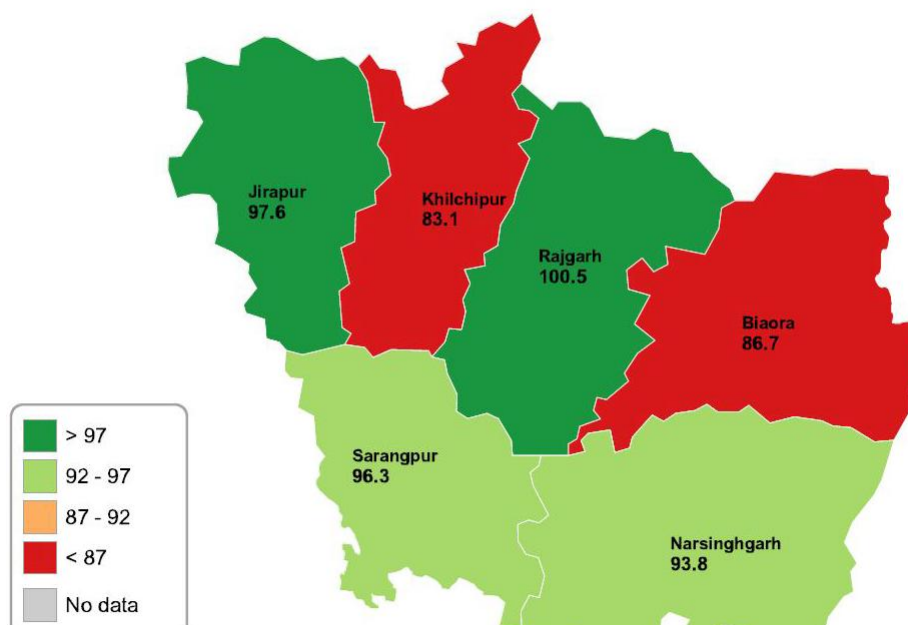 Jirapur
97.6
Khilchipur
83.1
Rajgarh
100.5
Biaora
86.7
Sarangpur
96.3
Narsinghgarh
93.8
> 97
92 - 97
87 - 92
< 87
No data